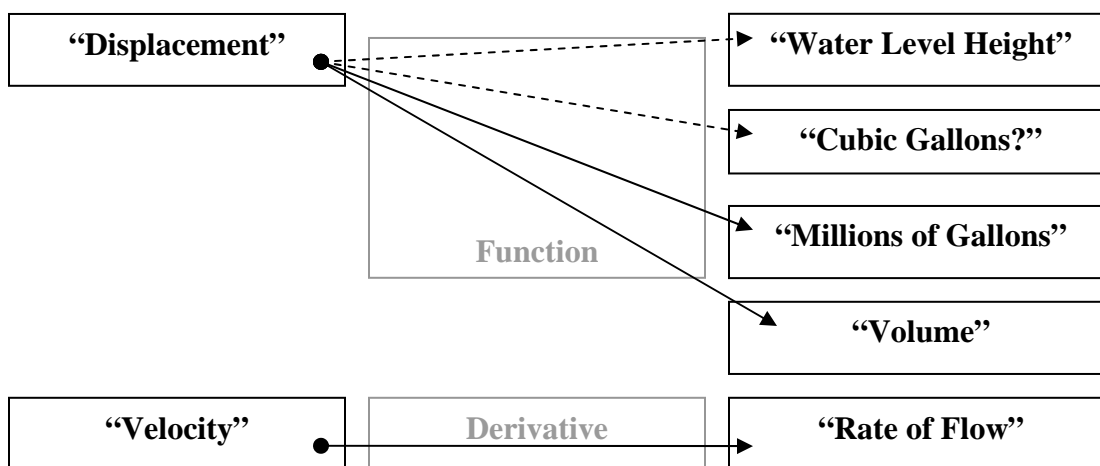 “Displacement”
“Water Level Height”
“Cubic Gallons?”
“Millions of Gallons”
Function
“Volume”
“Velocity”
Derivative
“Rate of Flow”